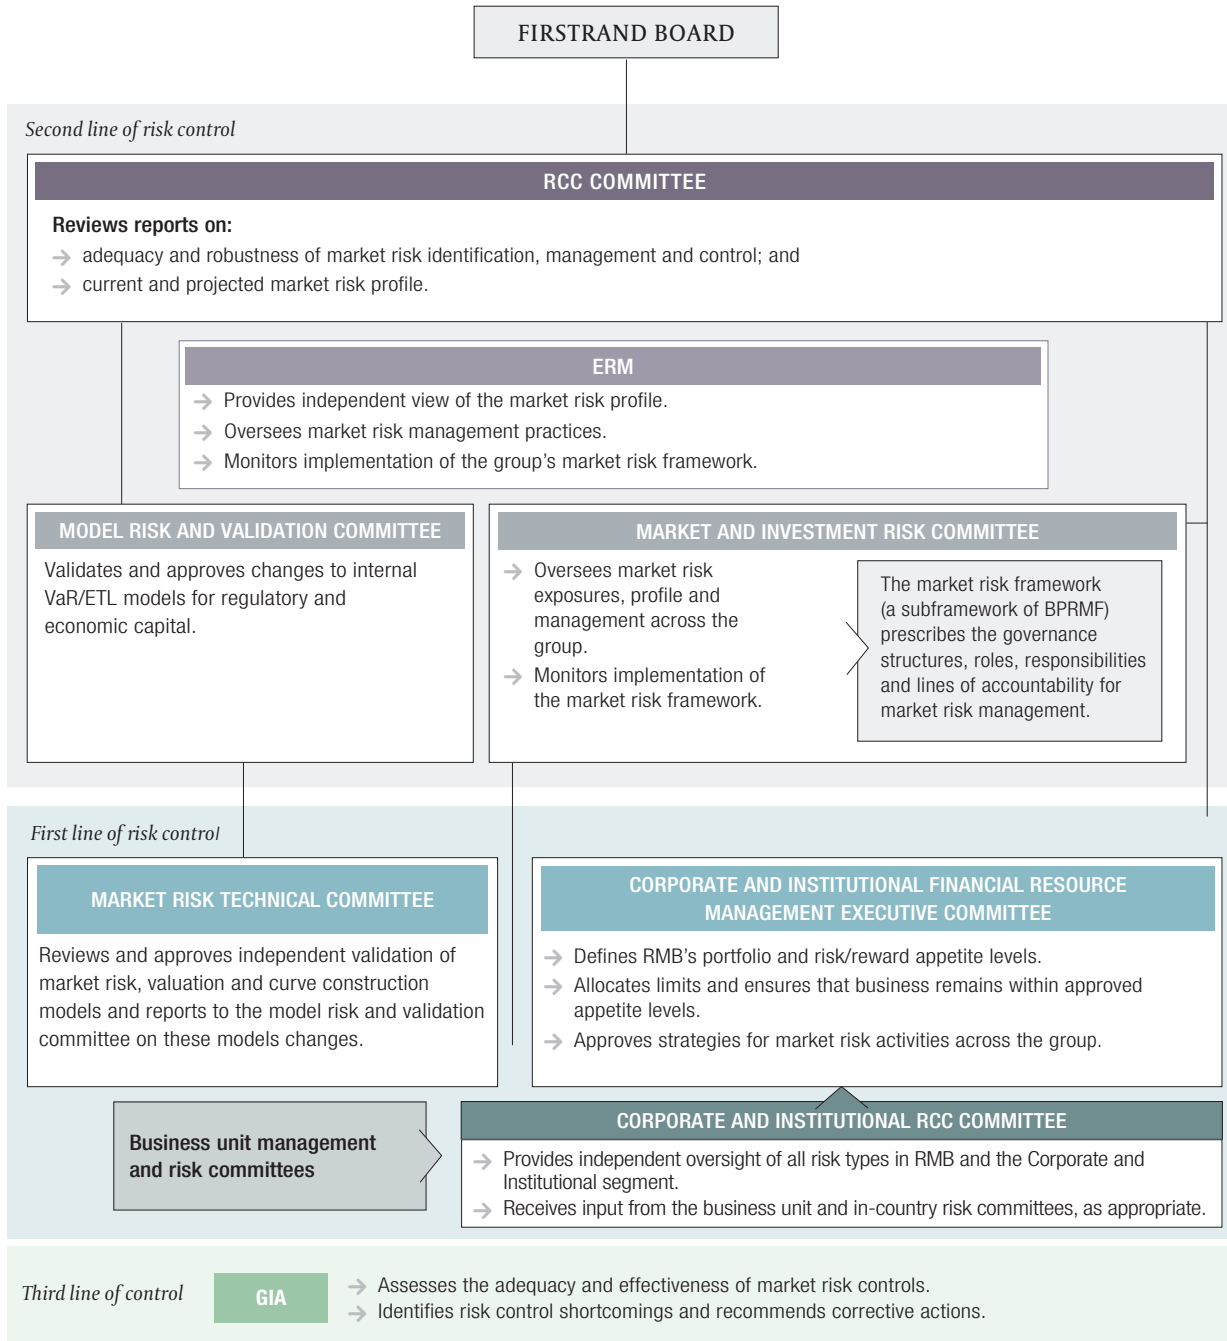 FIRSTRAND BOARD
Second line of risk control
RCC COMMITTEE
Reviews reports on:
→ adequacy and robustness of market risk identification, management and control; and
→ current and projected market risk profile.
ERM
→ Provides independent view of the market risk profile.
→ Oversees market risk management practices.
→ Monitors implementation of the group's market risk framework.
MODEL RISK AND VALIDATION COMMITTEE
Validates and approves changes to internal
VaR/ETL models for regulatory and
economic capital.
MARKET AND INVESTMENT RISK COMMITTEE
→ Oversees market risk
exposures, profile and
management across the
group.
→ Monitors implementation of
the market risk framework.
The market risk framework
(a subframework of BPRMF)
prescribes the governance
structures, roles, responsibilities
and lines of accountability for
market risk management.
First line of risk control
MARKET RISK TECHNICAL COMMITTEE
Reviews and approves independent validation of
market risk, valuation and curve construction
models and reports to the model risk and validation
committee on these models changes.
CORPORATE AND INSTITUTIONAL FINANCIAL RESOURCE
MANAGEMENT EXECUTIVE COMMITTEE
→ Defines RMB's portfolio and risk/reward appetite levels.
→ Allocates limits and ensures that business remains within approved
appetite levels.
→ Approves strategies for market risk activities across the group.
Business unit management
and risk committees
CORPORATE AND INSTITUTIONAL RCC COMMITTEE
→ Provides independent oversight of all risk types in RMB and the Corporate and
Institutional segment.
→ Receives input from the business unit and in-country risk committees, as appropriate.
Third line of control
GIA
→ Assesses the adequacy and effectiveness of market risk controls.
→ Identifies risk control shortcomings and recommends corrective actions.